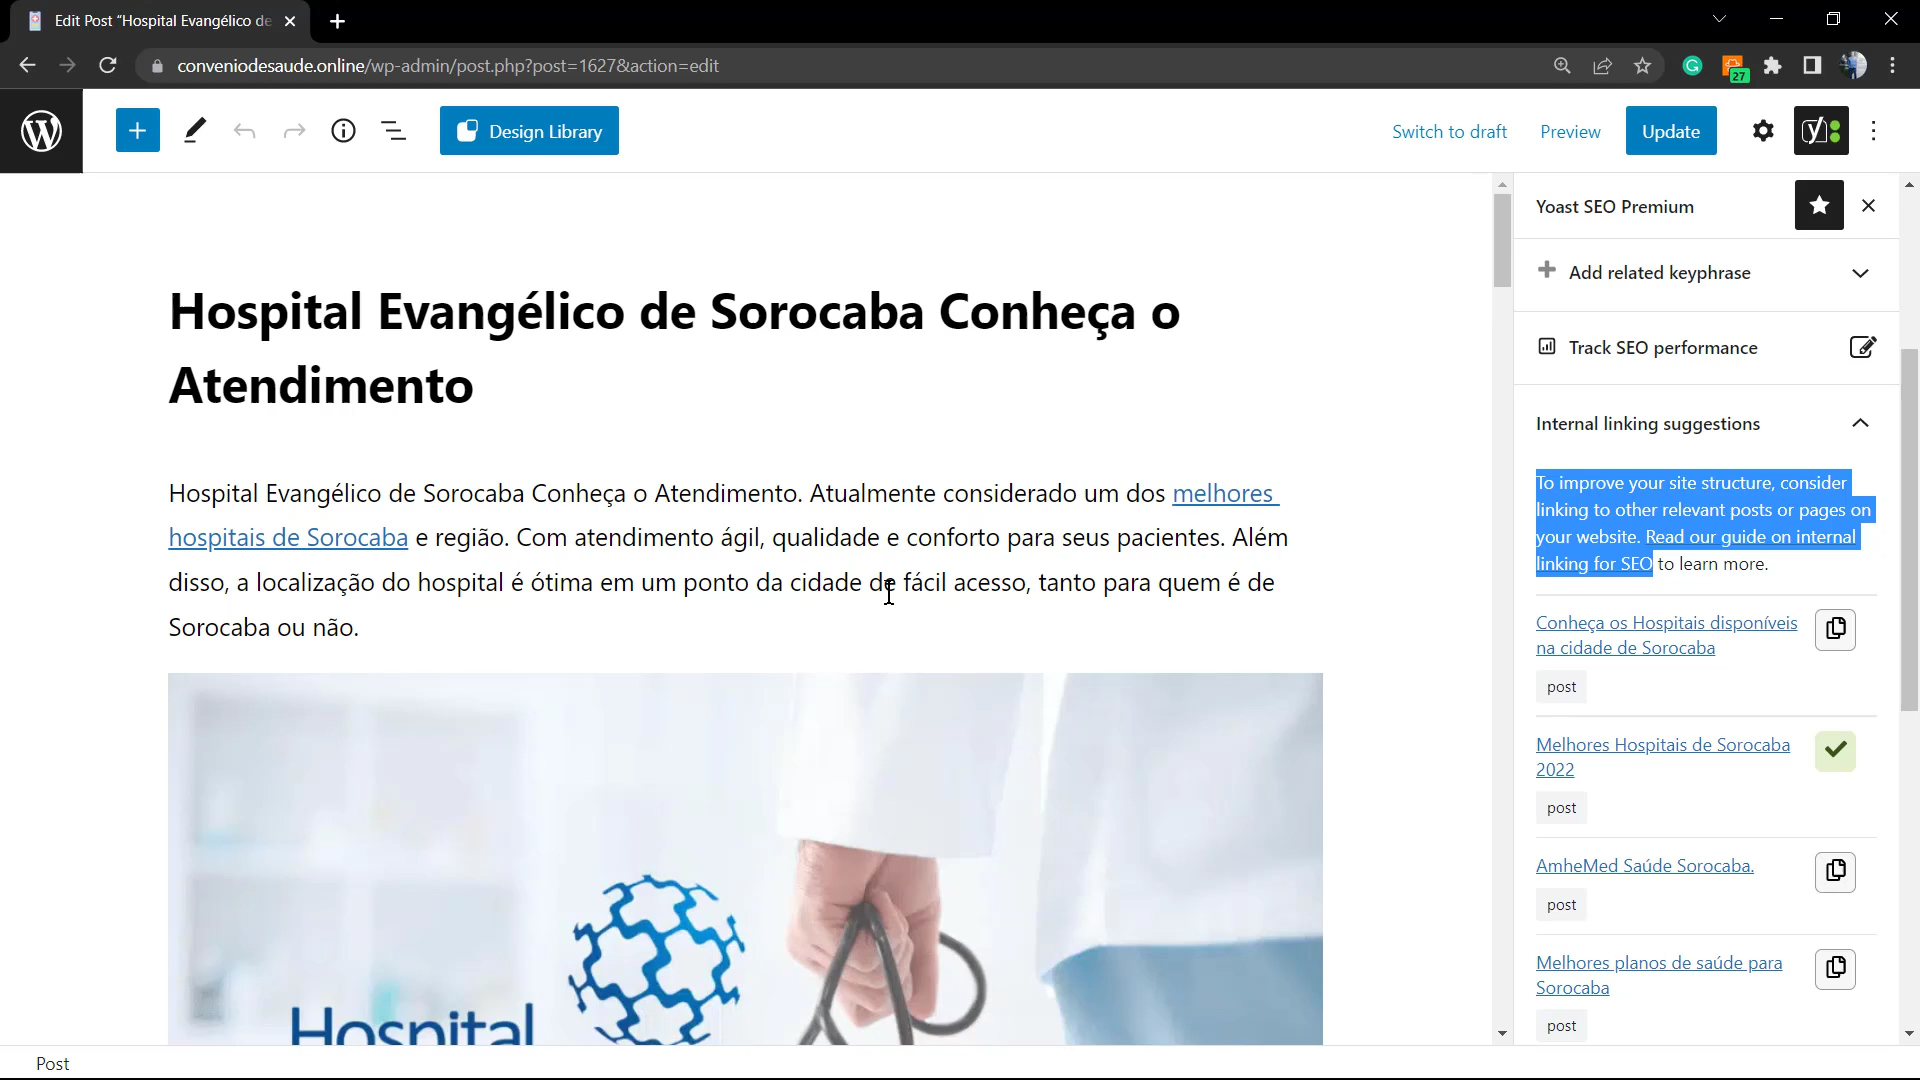 Edit Post “Hospital Evangélico de
conveniodesaude.online/wp-admin/post.php?post=1627&action=edit
27
Design Library
Switch to draft
Preview
Update
Yoast SEO Premium
Add related keyphrase
Track SEO performance
Internal linking suggestions
To improve your site structure, consider
linking to other relevant posts or pages on
your website. Read our guide on internal
linking for SEO to learn more.
Conheça os Hospitais disponíveis
na cidade de Sorocaba
post
Melhores Hospitais de Sorocaba
2022
post
AmheMed Saúde Sorocaba.
post
Melhores planos de saúde para
Sorocaba
post
Hospital Evangélico de Sorocaba Conheça o
Atendimento
Hospital Evangélico de Sorocaba Conheça o Atendimento. Atualmente considerado um dos melhores
hospitais de Sorocaba e região. Com atendimento ágil, qualidade e conforto para seus pacientes. Além
disso, a localização do hospital é ótima em um ponto da cidade de fácil acesso, tanto para quem é de
Sorocaba ou não.
Hospital
Post